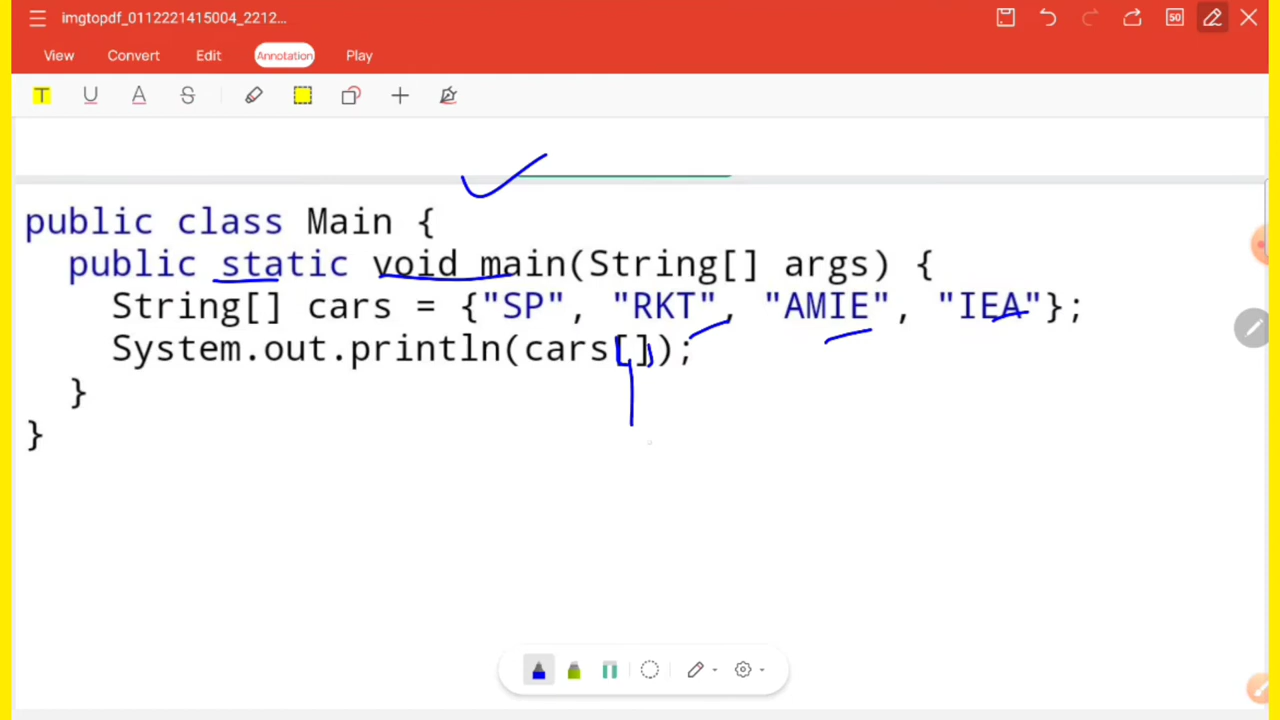 imgtopdf_0112221415004_2212...
50
View Convert Edit Annotation Play
T U A S
public class Main {
public static void main(String[] args) {
String[] cars = {"SP", "RKT", "AMIE", "IEA"};
System.out.println(cars[]);
}
}